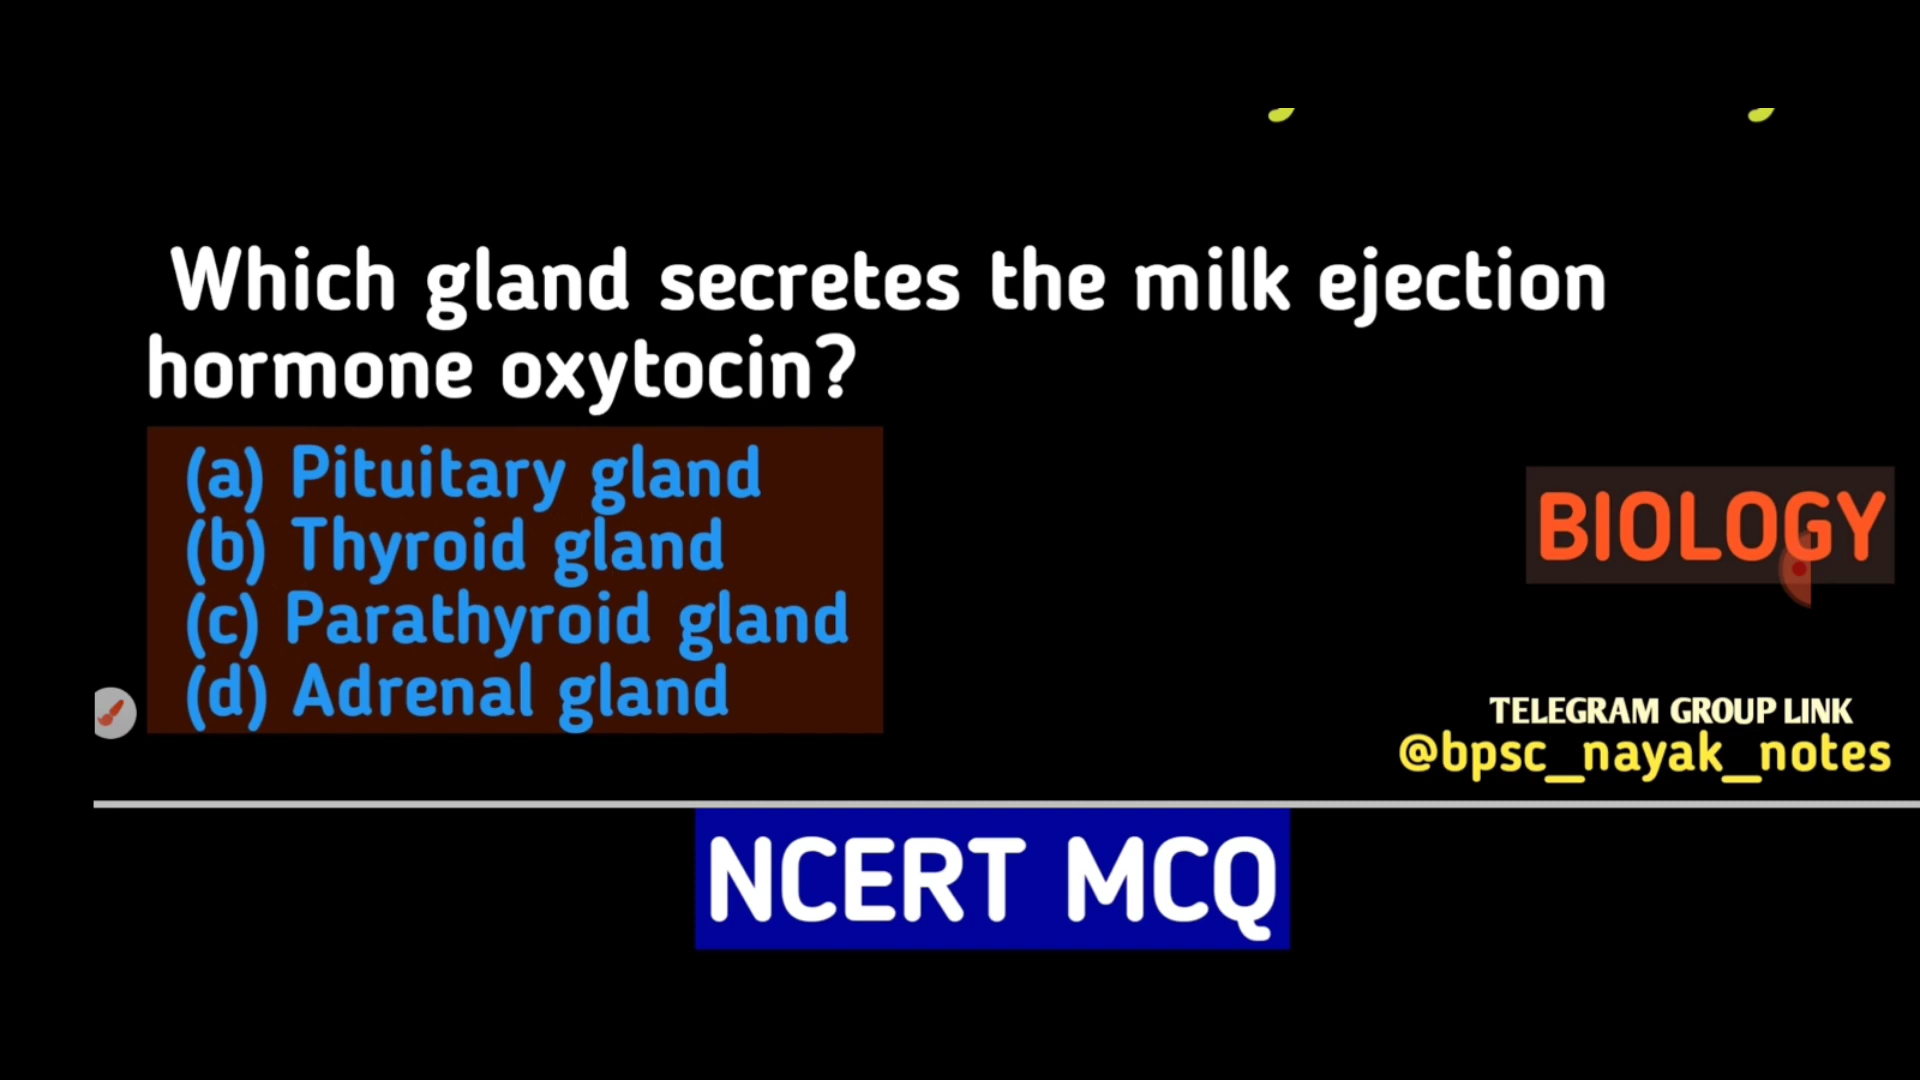 Which gland secretes the milk ejection
hormone oxytocin?
(a) Pituitary gland
(b) Thyroid gland
(c) Parathyroid gland
(d) Adrenal gland
BIOLOGY
TELEGRAM GROUP LINK
@bpsc_nayak_notes
NCERT MCQ